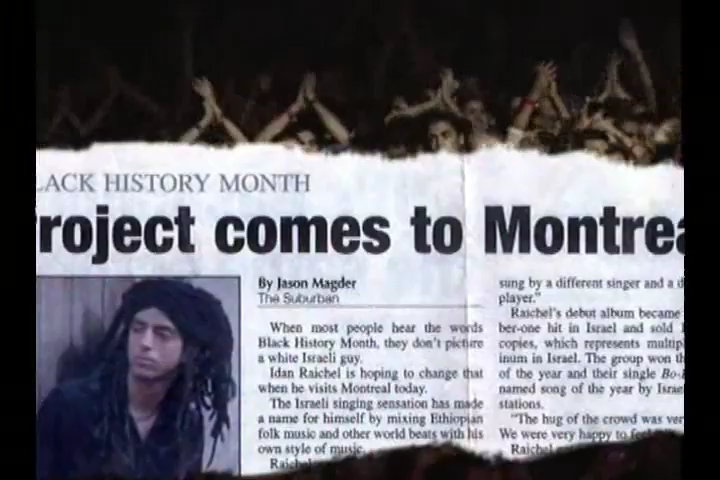 LACK HISTORY MONTH
roject comes to Montrea
By Jason Magder
The Suburban
When most people hear the words
Black History Month, they don't picture
a white Israeli guy.
Idan Raichel is hoping to change that
when he visits Montreal today.
The Israeli singing sensation has made
a name for himself by mixing Ethiopian
folk music and other world beats with his
own style of music.
sung by a different singer and a d
player."
Raichel's debut album became
ber-one hit in Israel and sold
copies, which represents multip
inum in Israel. The group won th
of the year and their single Bo-
named song of the year by Israe
stations.
"The hug of the crowd was ver
We were very happy to
Raichel